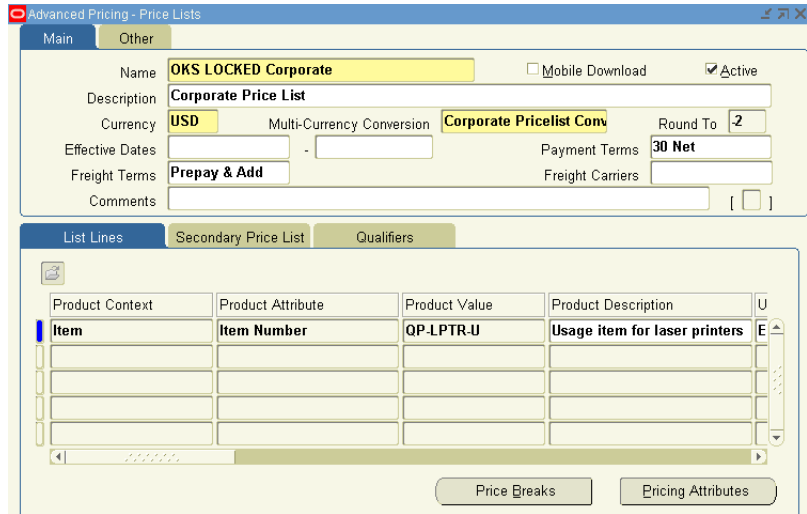 Advanced Pricing - Price Lists
Main Other
Name OKS LOCKED Corporate Mobile Download Active
Description Corporate Price List
Currency USD Multi-Currency Conversion Corporate Pricelist Conv Round To -2
Effective Dates - Payment Terms 30 Net
Freight Terms Prepay & Add Freight Carriers
Comments [ ]
List Lines Secondary Price List Qualifiers
Product Context Product Attribute Product Value Product Description U
Item Item Number QP-LPTR-U Usage item for laser printers E
Price Breaks Pricing Attributes